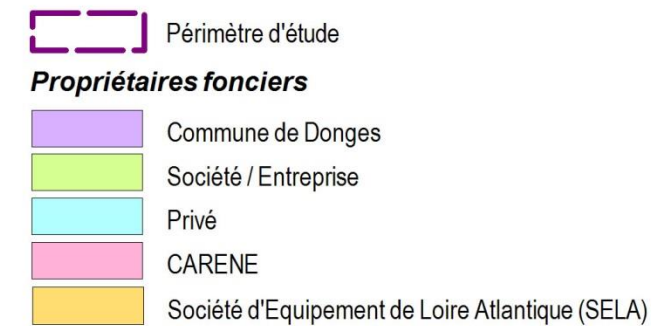 Périmètre d'étude
Propriétaires fonciers
Commune de Donges
Société / Entreprise
Privé
CARENE
Société d'Equipement de Loire Atlantique (SELA)